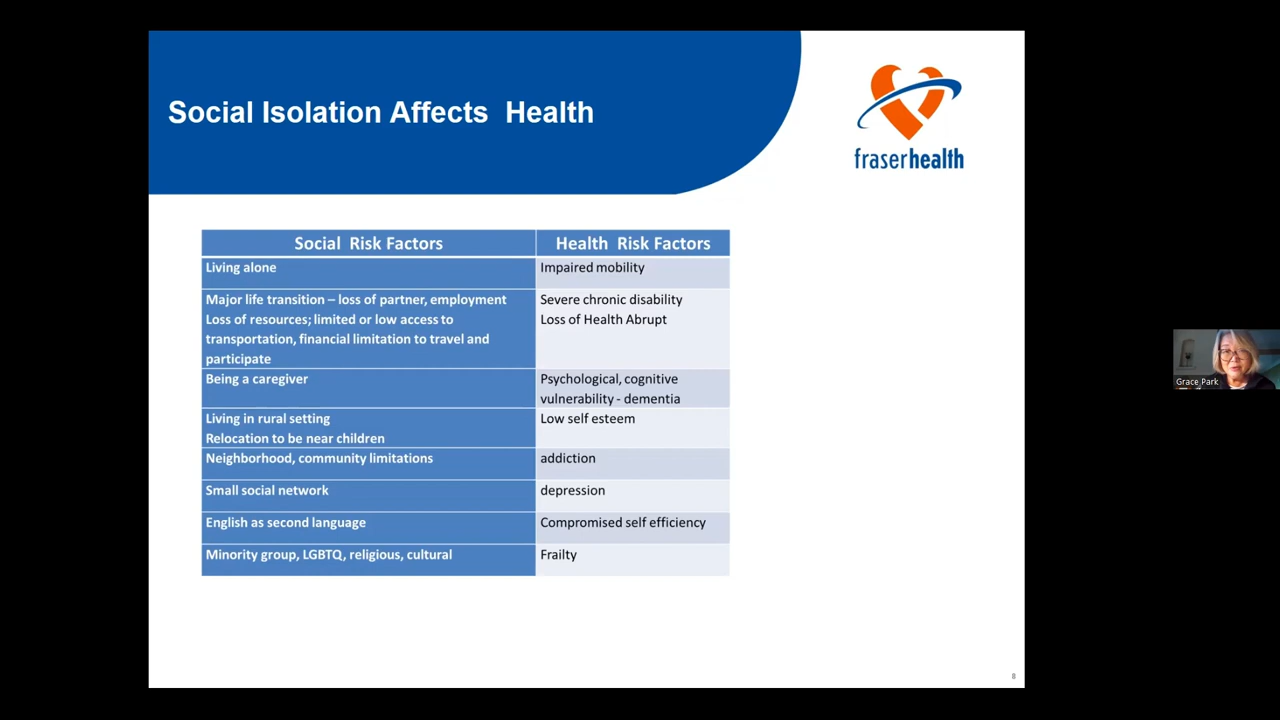 Social Isolation Affects  Health
fraserhealth
Social  Risk Factors
Health  Risk Factors
Living alone
Impaired mobility
Major life transition – loss of partner, employment
Loss of resources; limited or low access to
transportation, financial limitation to travel and
participate
Severe chronic disability
Loss of Health Abrupt
Being a caregiver
Psychological, cognitive
vulnerability - dementia
Living in rural setting
Relocation to be near children
Low self esteem
Neighborhood, community limitations
addiction
Small social network
depression
English as second language
Compromised self efficiency
Minority group, LGBTQ, religious, cultural
Frailty
8
Grace Park